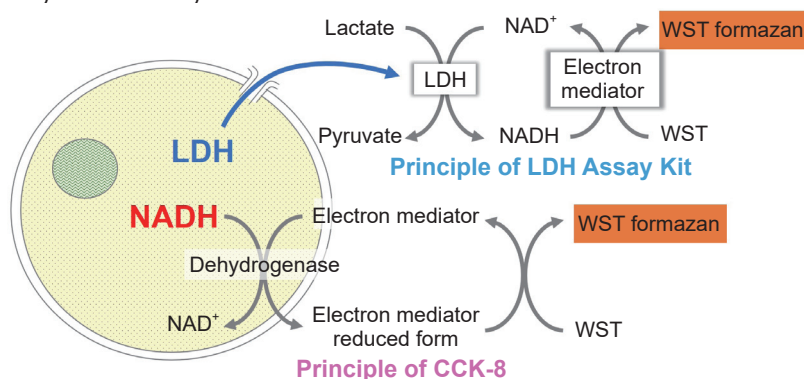 Lactate
NAD⁺
WST formazan
LDH
Electron
mediator
Pyruvate
NADH
WST
LDH
Principle of LDH Assay Kit
NADH
Electron mediator
WST formazan
Dehydrogenase
NAD⁺
Electron mediator
reduced form
WST
Principle of CCK-8